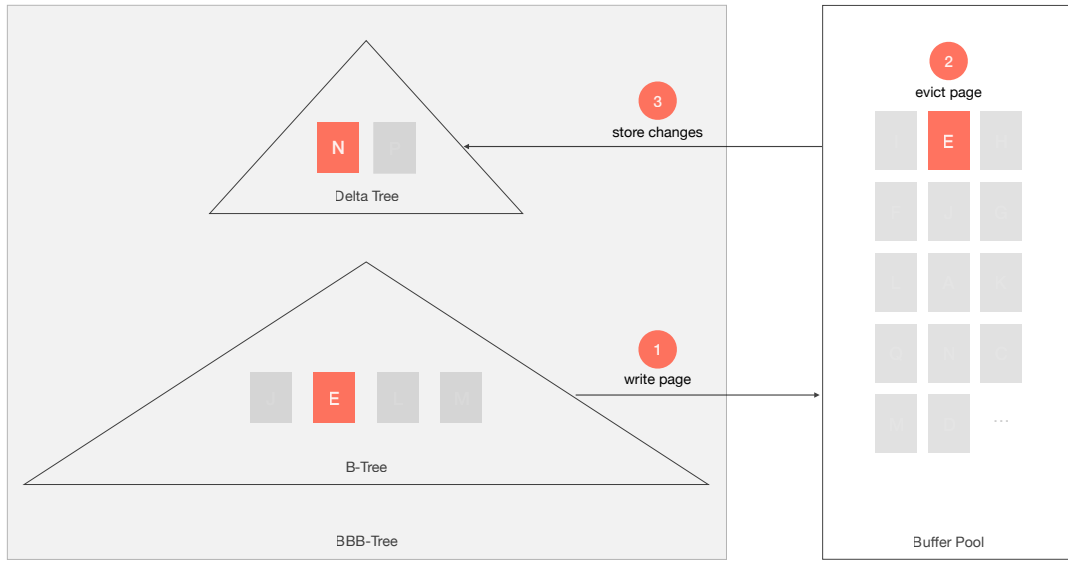 2
evict page
3
store changes
E
N P
Delta Tree
J G
A K
1
write page
N
J E L M
M ...
B-Tree
BBB-Tree
Buffer Pool